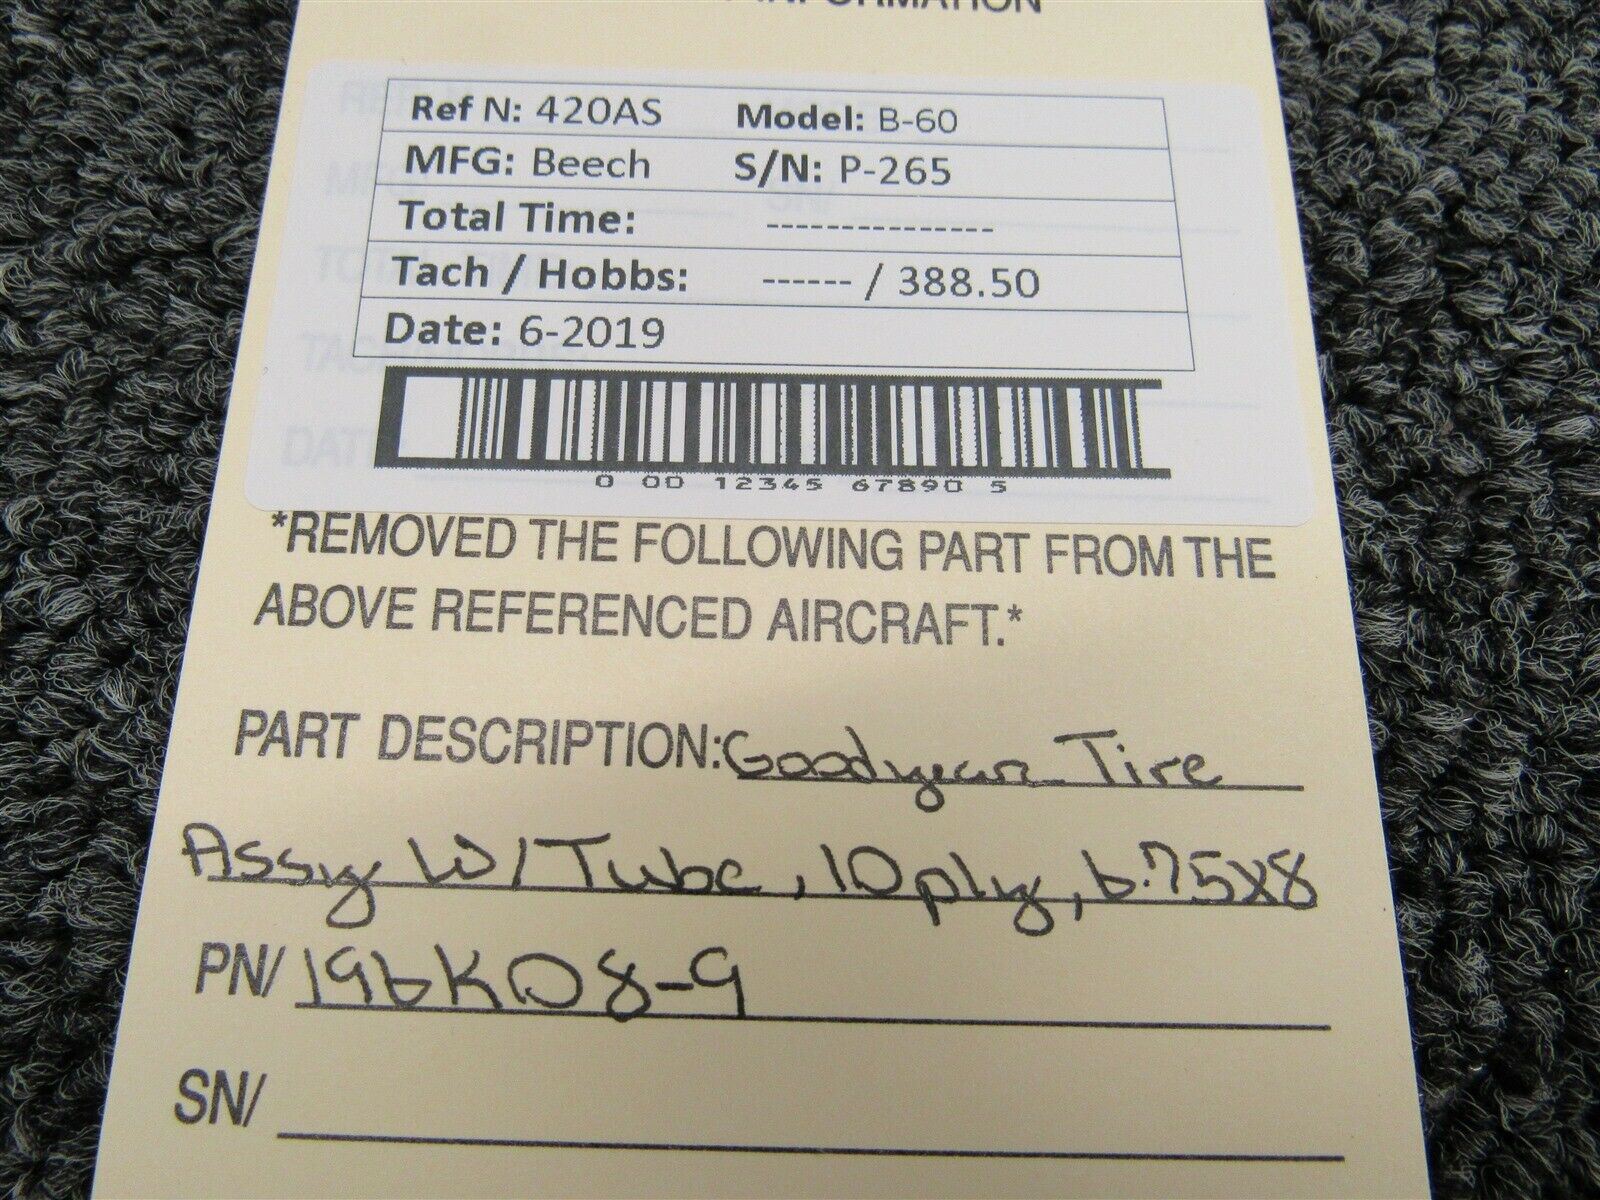 INFORMATION
Ref N: 420AS Model: B-60
MFG: Beech S/N: P-265
Total Time: ---------------
Tach / Hobbs: ------ / 388.50
Date: 6-2019
0 00 12345 67890 5
*REMOVED THE FOLLOWING PART FROM THE
ABOVE REFERENCED AIRCRAFT.*
PART DESCRIPTION: Goodyear Tire
Assy W/Tube, 10ply, 6.75X8
PN/ 196K08-9
SN/